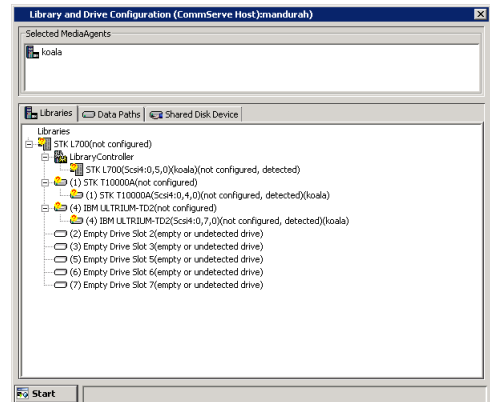 Library and Drive Configuration (CommServe Host):mandurah)
Selected MediaAgents
koala
Libraries
Data Paths
Shared Disk Device
Libraries
STK L700(not configured)
LibraryController
STK L700(Scsi4:0,5,0)(koala)(not configured, detected)
(1) STK T10000A(not configured)
(1) STK T10000A(Scsi4:0,4,0)(not configured, detected)(koala)
(4) IBM ULTRIUM-TD2(not configured)
(4) IBM ULTRIUM-TD2(Scsi4:0,7,0)(not configured, detected)(koala)
(2) Empty Drive Slot 2(empty or undetected drive)
(3) Empty Drive Slot 3(empty or undetected drive)
(5) Empty Drive Slot 5(empty or undetected drive)
(6) Empty Drive Slot 6(empty or undetected drive)
(7) Empty Drive Slot 7(empty or undetected drive)
Start